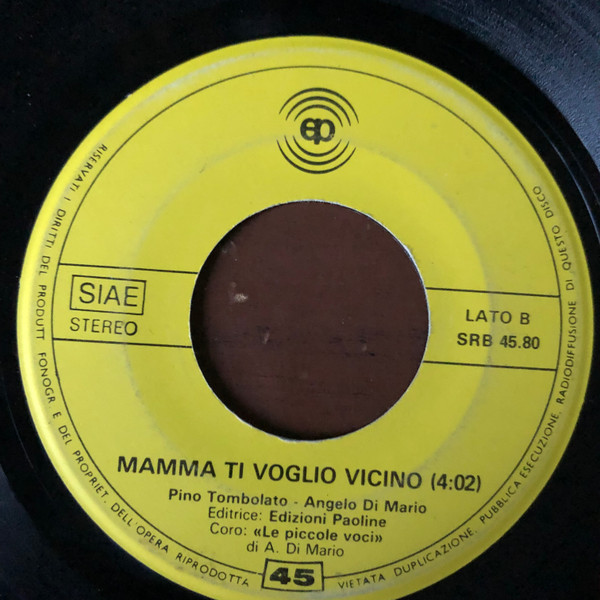 ep
RISERVATI I DIRITTI DEL PRODUTT. FONOGR. E DEL PROPRIET. DELL'OPERA RIPRODOTTA
VIETATA DUPLICAZIONE, PUBBLICA ESECUZIONE, RADIODIFFUSIONE DI QUESTO DISCO
SIAE
STEREO
LATO B
SRB 45.80
MAMMA TI VOGLIO VICINO (4:02)
Pino Tombolato - Angelo Di Mario
Editrice: Edizioni Paoline
Coro: «Le piccole voci»
di A. Di Mario
45